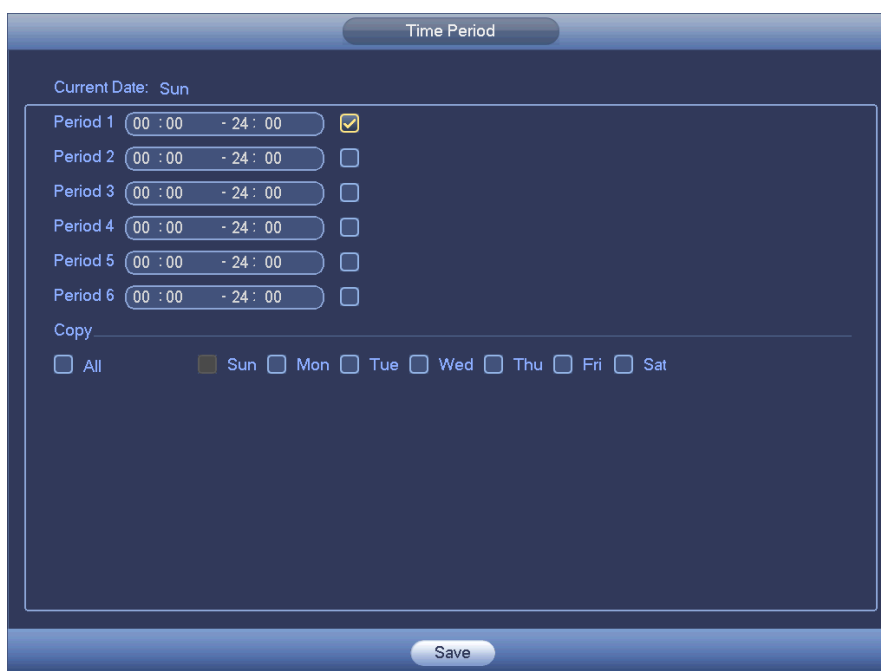 Time Period
Current Date: Sun
Period 1 00 :00 - 24 : 00
Period 2 00 :00 - 24 : 00
Period 3 00 :00 - 24 : 00
Period 4 00 :00 - 24 : 00
Period 5 00 :00 - 24 : 00
Period 6 00 :00 - 24 : 00
Copy
All Sun Mon Tue Wed Thu Fri Sat
Save